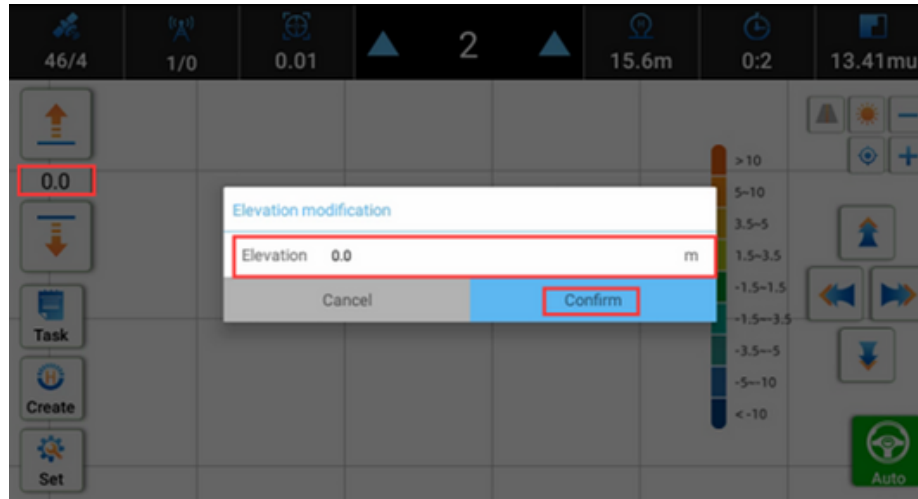 46/4
1/0
0.01
2
15.6m
0:2
13.41mu
0.0
>10
5~10
3.5~5
1.5~3.5
-1.5~1.5
-1.5~-3.5
-3.5~-5
-5~-10
<-10
Elevation modification
Elevation 0.0 m
Cancel Confirm
Task
Create
Set
Auto